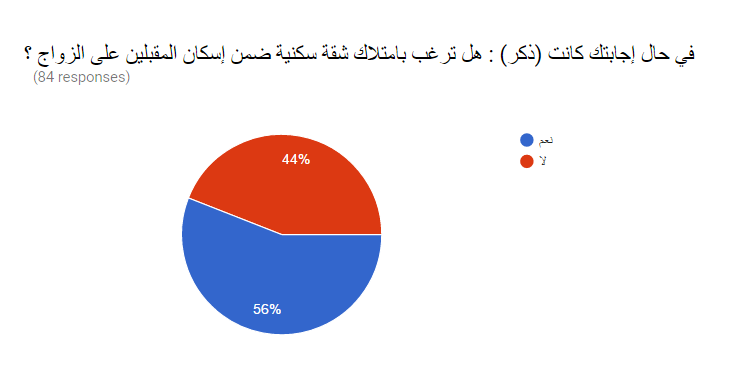 في حال إجابتك كانت (ذكر) : هل ترغب بامتلاك شقة سكنية ضمن إسكان المقبلين على الزواج ؟
(84 responses)
نعم
لا
44%
56%